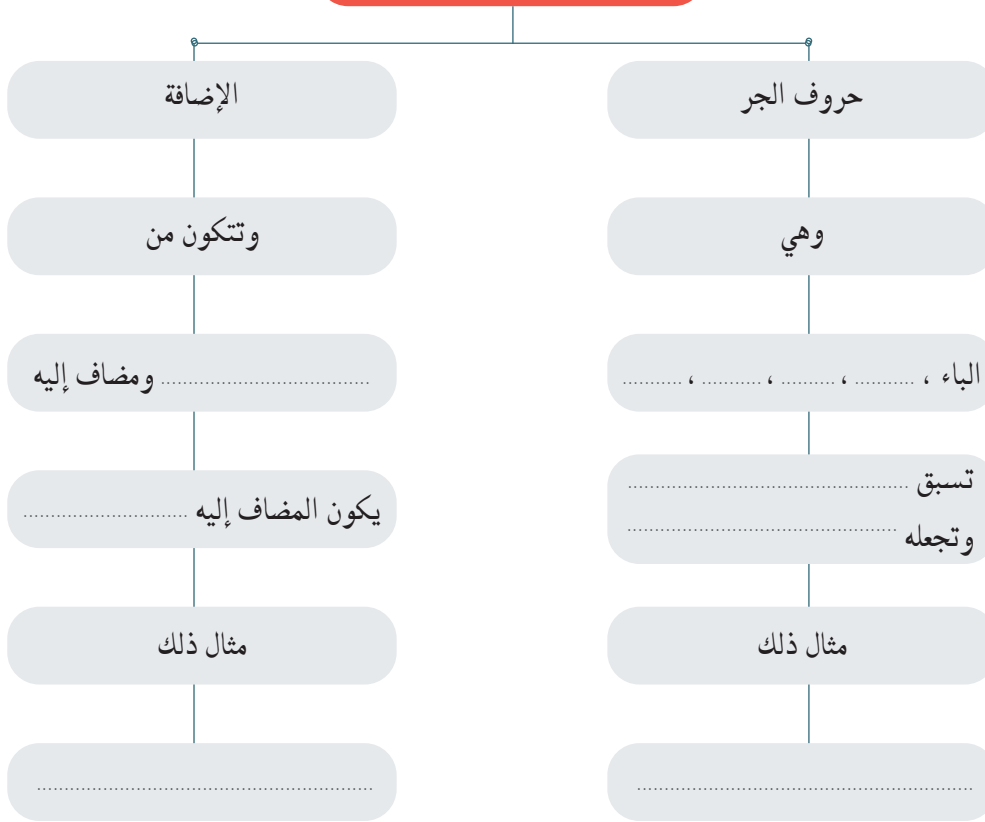 حروف الجر
وهي
الباء ، ........... ، .......... ، ........... ، ...........
تسبق ....................................................
وتجعله ..................................................
مثال ذلك
..............................................................
الإضافة
وتتكون من
....................................... ومضاف إليه
يكون المضاف إليه ..............................
مثال ذلك
..............................................................